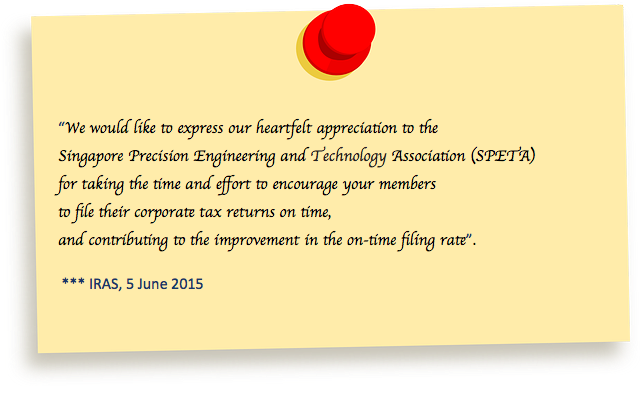 “We would like to express our heartfelt appreciation to the
Singapore Precision Engineering and Technology Association (SPETA)
for taking the time and effort to encourage your members
to file their corporate tax returns on time,
and contributing to the improvement in the on-time filing rate”.
*** IRAS, 5 June 2015